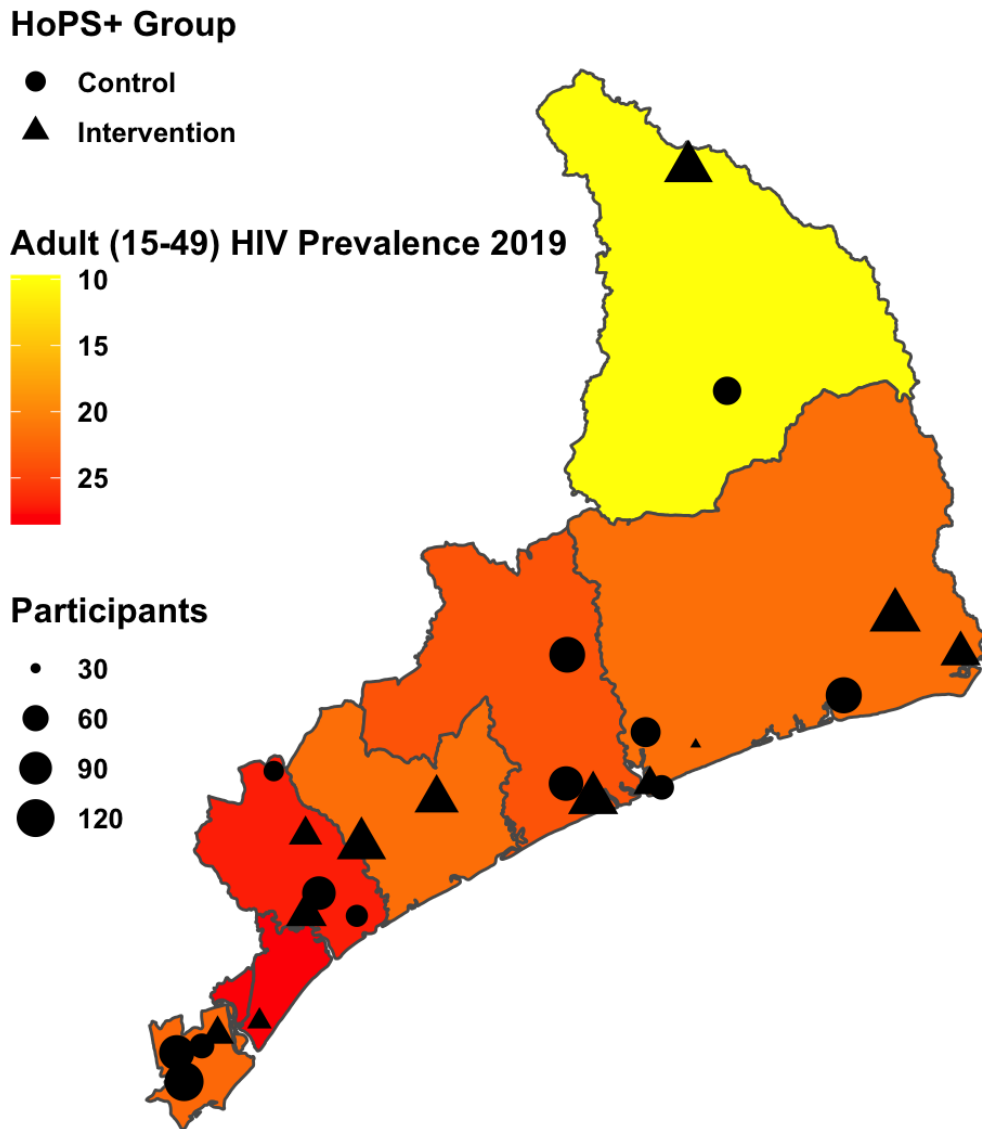 HoPS+ Group
Control
Intervention
Adult (15-49) HIV Prevalence 2019
10
15
20
25
Participants
30
60
90
120